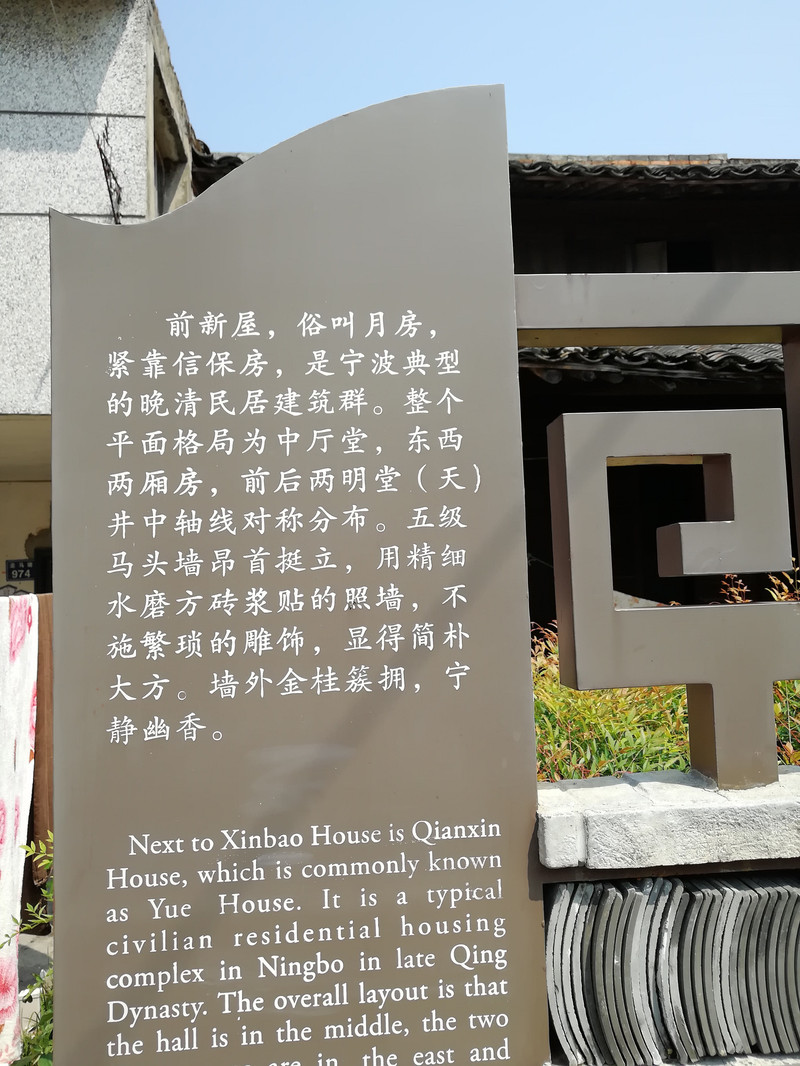 前新屋，俗叫月房，
紧靠信保房，是宁波典型
的晚清民居建筑群。整个
平面格局为中厅堂，东西
两厢房，前后两明堂（天）
井中轴线对称分布。五级
马头墙昂首挺立，用精细
水磨方砖浆贴的照墙，不
施繁琐的雕饰，显得简朴
大方。墙外金桂簇拥，宁
静幽香。
Next to Xinbao House is Qianxin
House, which is commonly known
as Yue House. It is a typical
civilian residential housing
complex in Ningbo in late Qing
Dynasty. The overall layout is that
the hall is in the middle, the two
are in the east and
974